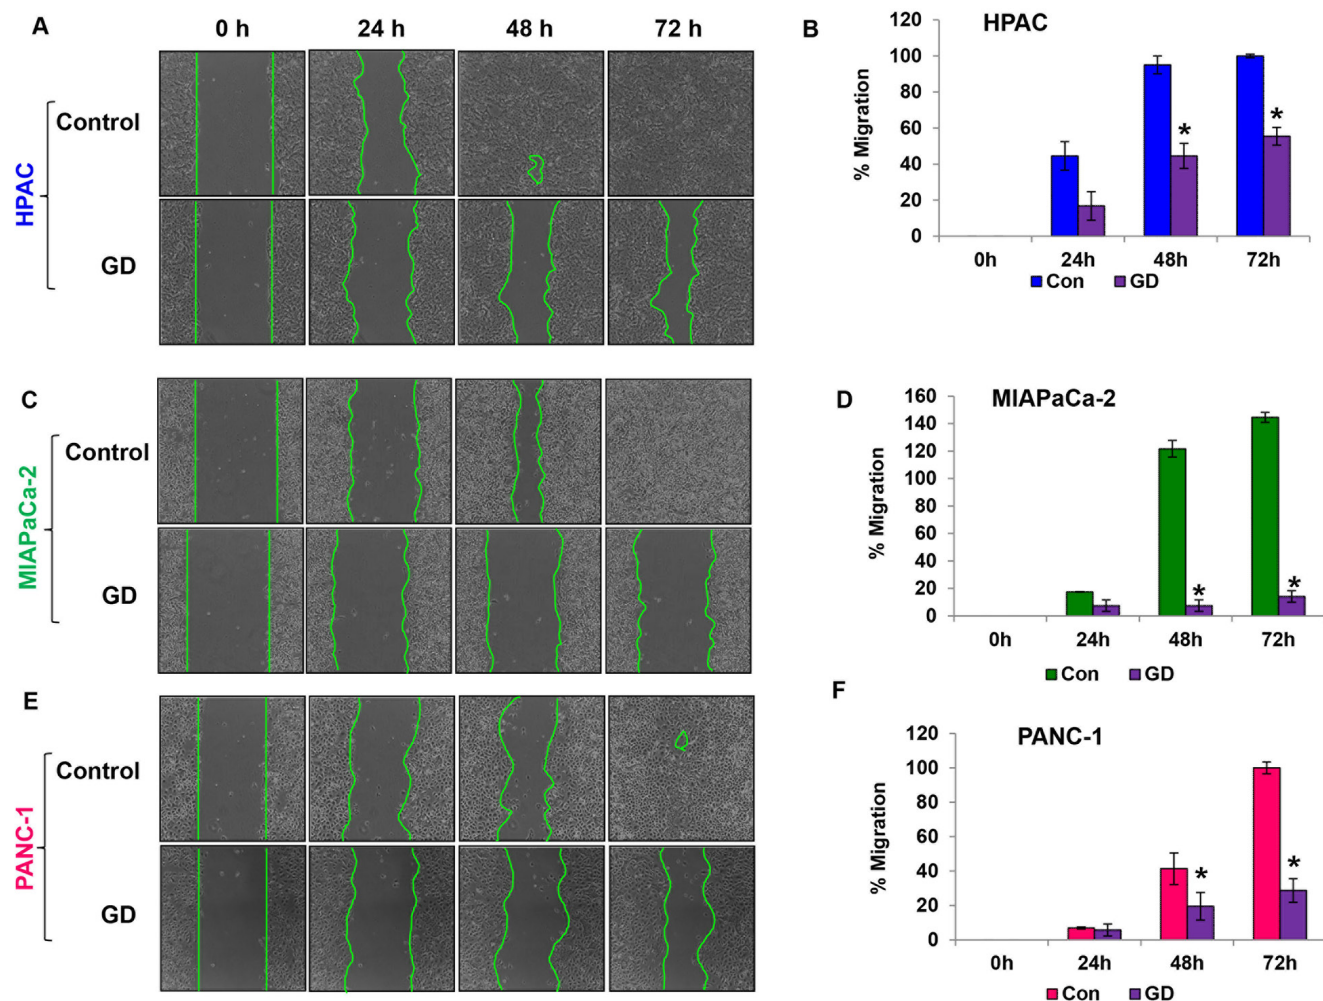 A
0 h
24 h
48 h
72 h
HPAC
Control
GD
B
HPAC
% Migration
120
100
80
60
40
20
0
*
*
0h
24h
48h
72h
Con
GD
C
MIAPaCa-2
Control
GD
D
MIAPaCa-2
% Migration
160
140
120
100
80
60
40
20
0
*
*
0h
24h
48h
72h
Con
GD
E
PANC-1
Control
GD
F
PANC-1
% Migration
120
100
80
60
40
20
0
*
*
0h
24h
48h
72h
Con
GD